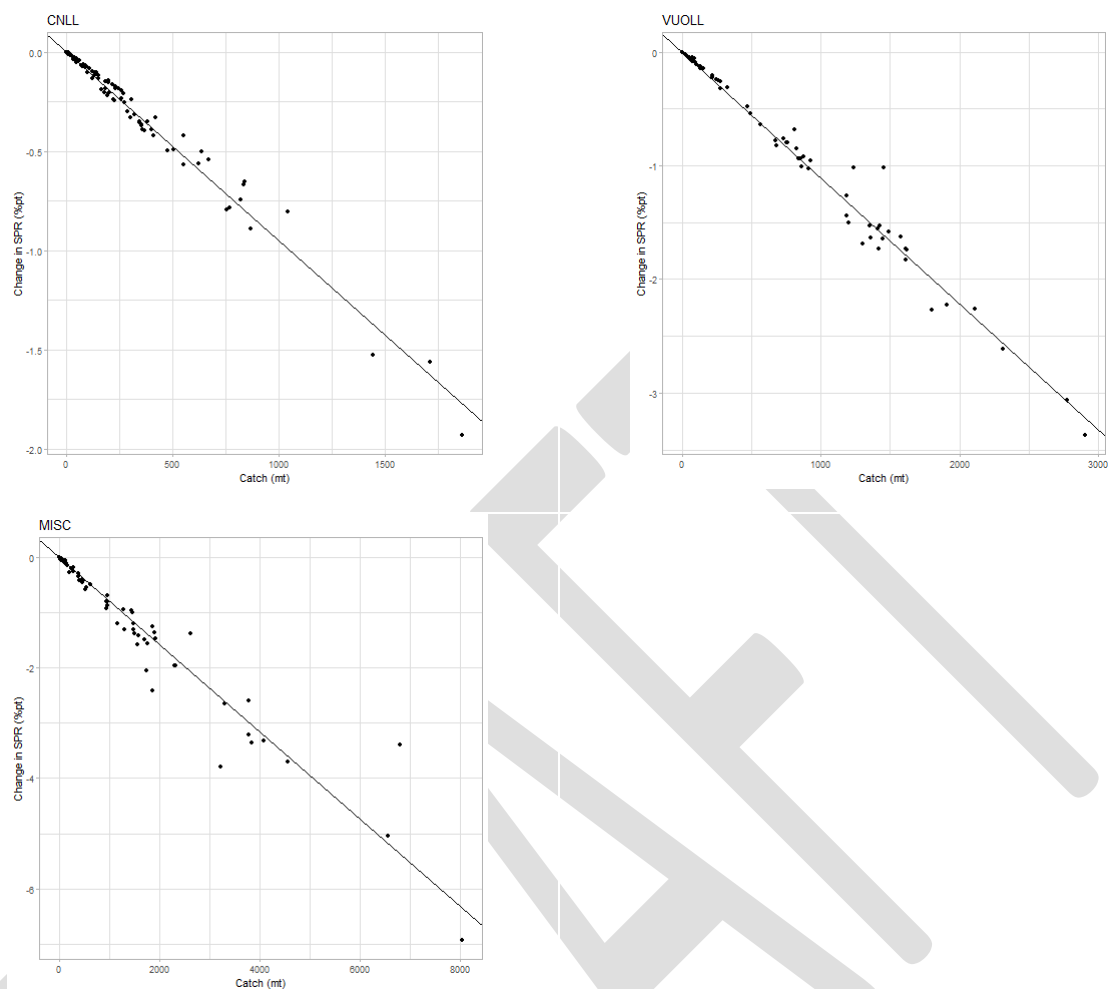 CNLL
0.0
-0.5
-1.0
-1.5
-2.0
Change in SPR (%pt)
0 500 1000 1500
Catch (mt)
VUOLL
0
-1
-2
-3
Change in SPR (%pt)
0 1000 2000 3000
Catch (mt)
MISC
0
-2
-4
-6
Change in SPR (%pt)
0 2000 4000 6000 8000
Catch (mt)